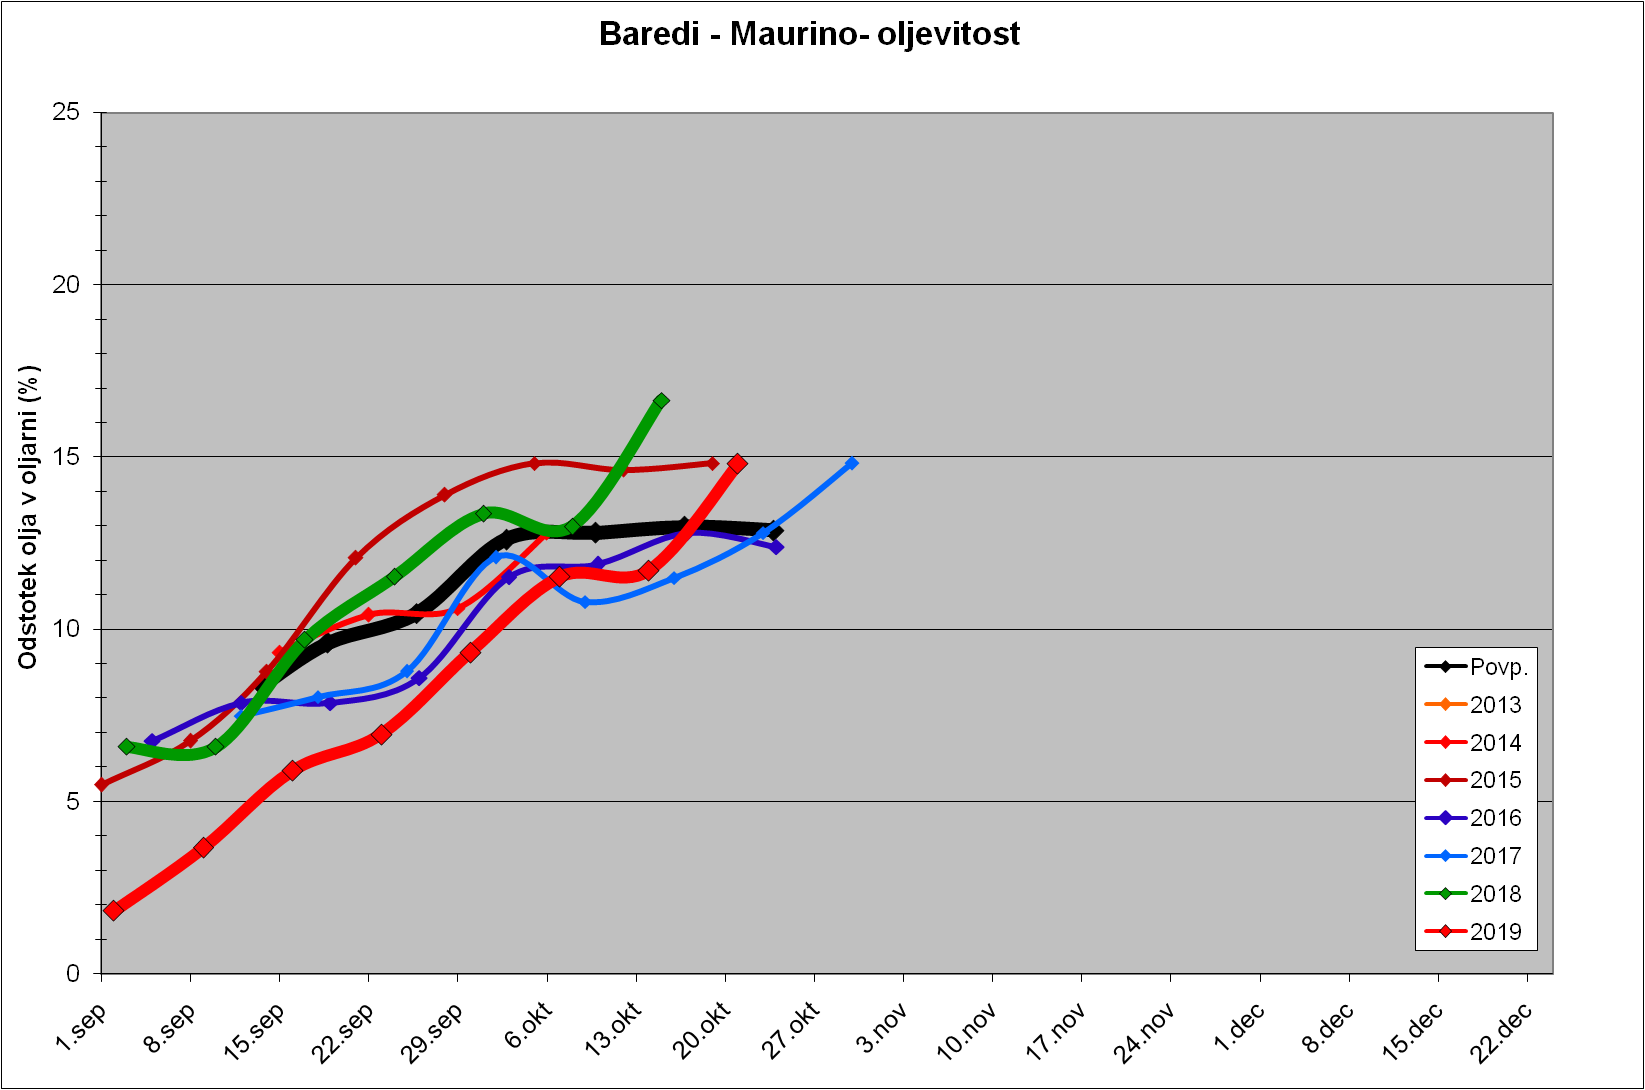 Baredi - Maurino- oljevitost
Odstotek olja v oljarni (%)
25
20
15
10
5
0
1.sep
8.sep
15.sep
22.sep
29.sep
6.okt
13.okt
20.okt
27.okt
3.nov
10.nov
17.nov
24.nov
1.dec
8.dec
15.dec
22.dec
Povp.
2013
2014
2015
2016
2017
2018
2019